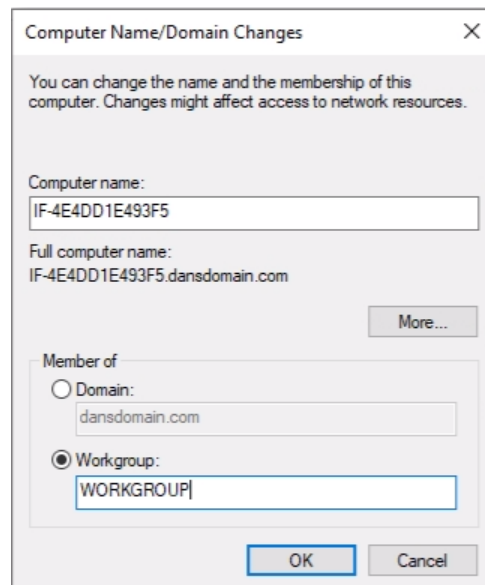 Computer Name/Domain Changes
You can change the name and the membership of this
computer. Changes might affect access to network resources.
Computer name:
IF-4E4DD1E493F5
Full computer name:
IF-4E4DD1E493F5.dansdomain.com
More...
Member of
Domain:
dansdomain.com
Workgroup:
WORKGROUP
OK
Cancel